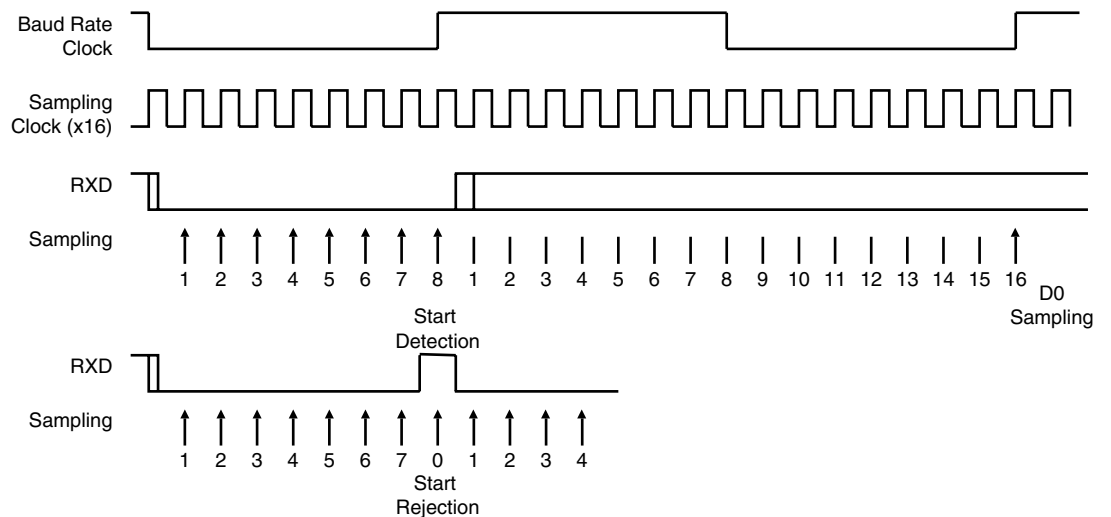 Baud Rate
Clock
Sampling
Clock (x16)
RXD
Sampling
1 2 3 4 5 6 7 8 1 2 3 4 5 6 7 8 9 10 11 12 13 14 15 16
D0
Sampling
Start
Detection
RXD
Sampling
1 2 3 4 5 6 7 0 1 2 3 4
Start
Rejection